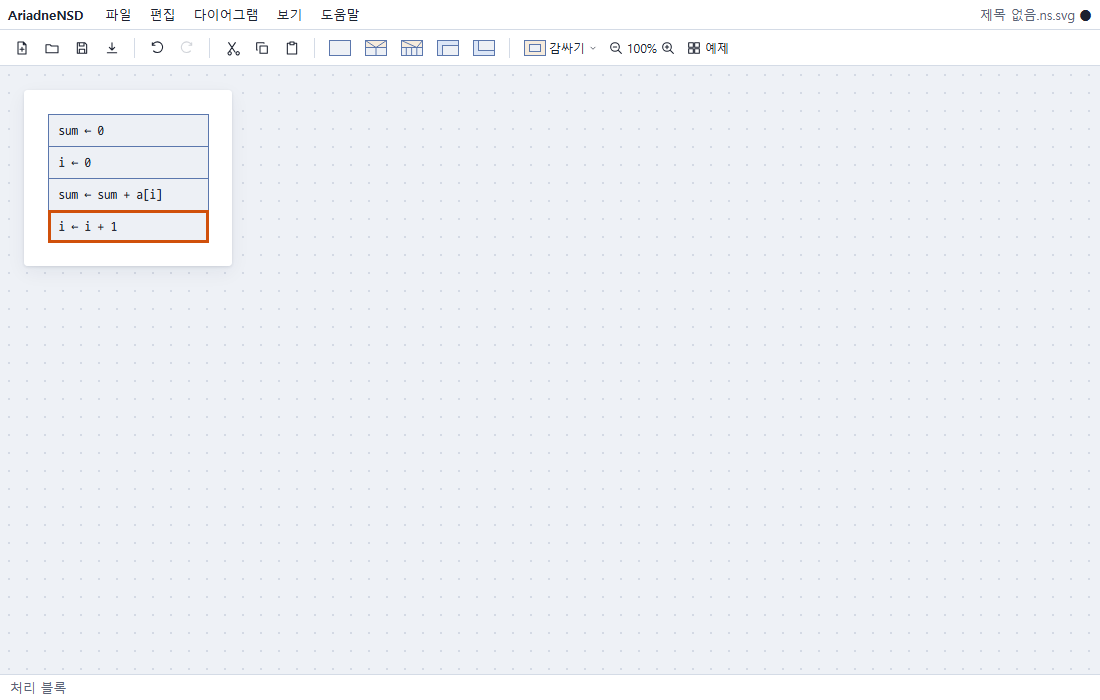 AriadneNSD 파일 편집 다이어그램 보기 도움말 제목 없음.ns.svg
감싸기 100% 예제
sum ← 0
i ← 0
sum ← sum + a[i]
i ← i + 1
처리 블록